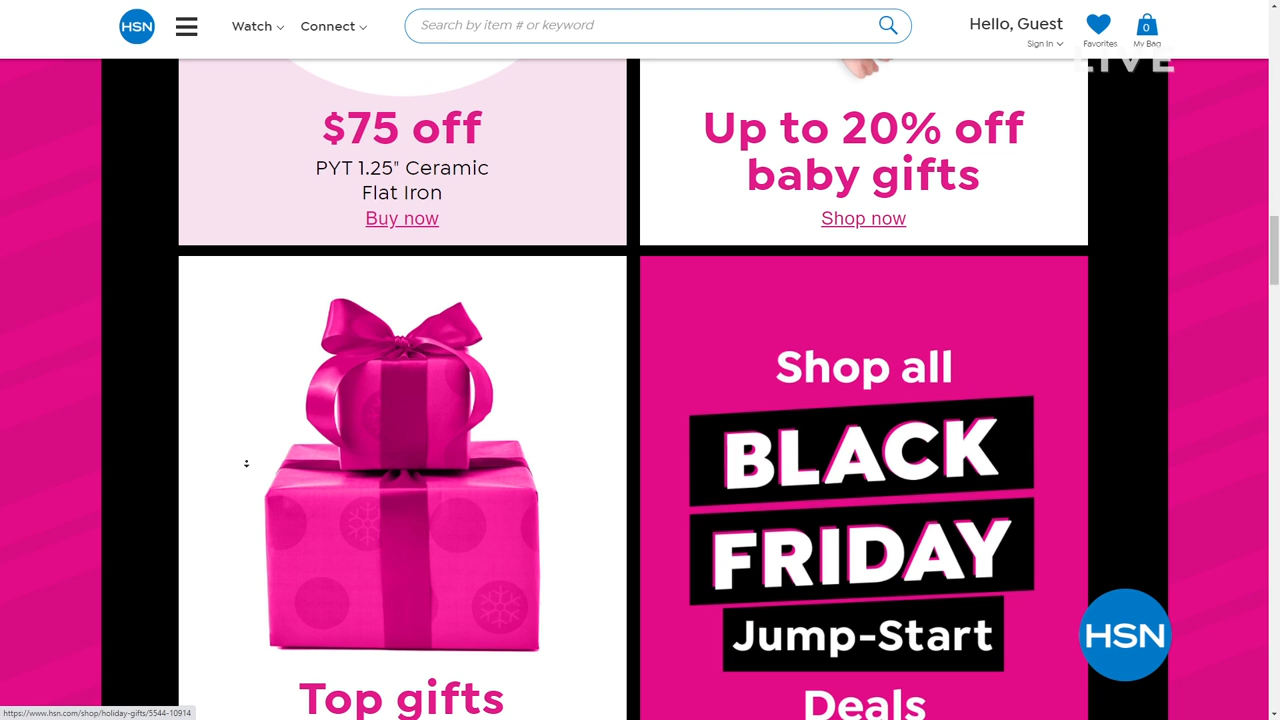 HSN
Watch
Connect
Search by item # or keyword
Hello, Guest
Sign In
Favorites
0
My Bag
LIVE
$75 off
PYT 1.25" Ceramic
Flat Iron
Buy now
Up to 20% off
baby gifts
Shop now
Top gifts
Shop all
BLACK
FRIDAY
Jump-Start
Deals
HSN
https://www.hsn.com/shop/holiday-gifts/5544-10914